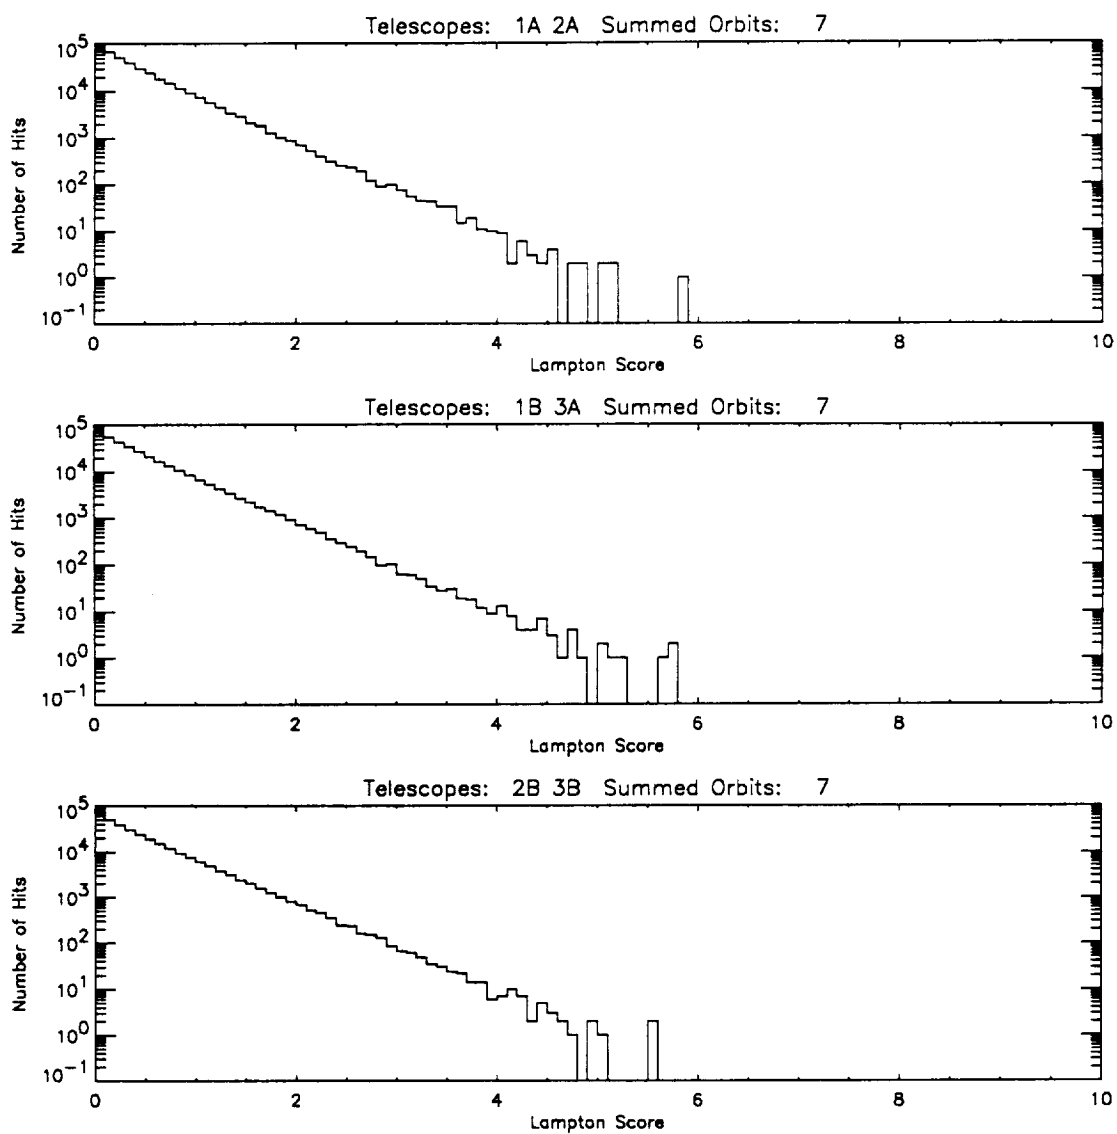 Telescopes: 1A 2A Summed Orbits: 7
Number of Hits
10^5
10^4
10^3
10^2
10^1
10^0
10^-1
0 2 4 6 8 10
Lampton Score
Telescopes: 1B 3A Summed Orbits: 7
Number of Hits
10^5
10^4
10^3
10^2
10^1
10^0
10^-1
0 2 4 6 8 10
Lampton Score
Telescopes: 2B 3B Summed Orbits: 7
Number of Hits
10^5
10^4
10^3
10^2
10^1
10^0
10^-1
0 2 4 6 8 10
Lampton Score